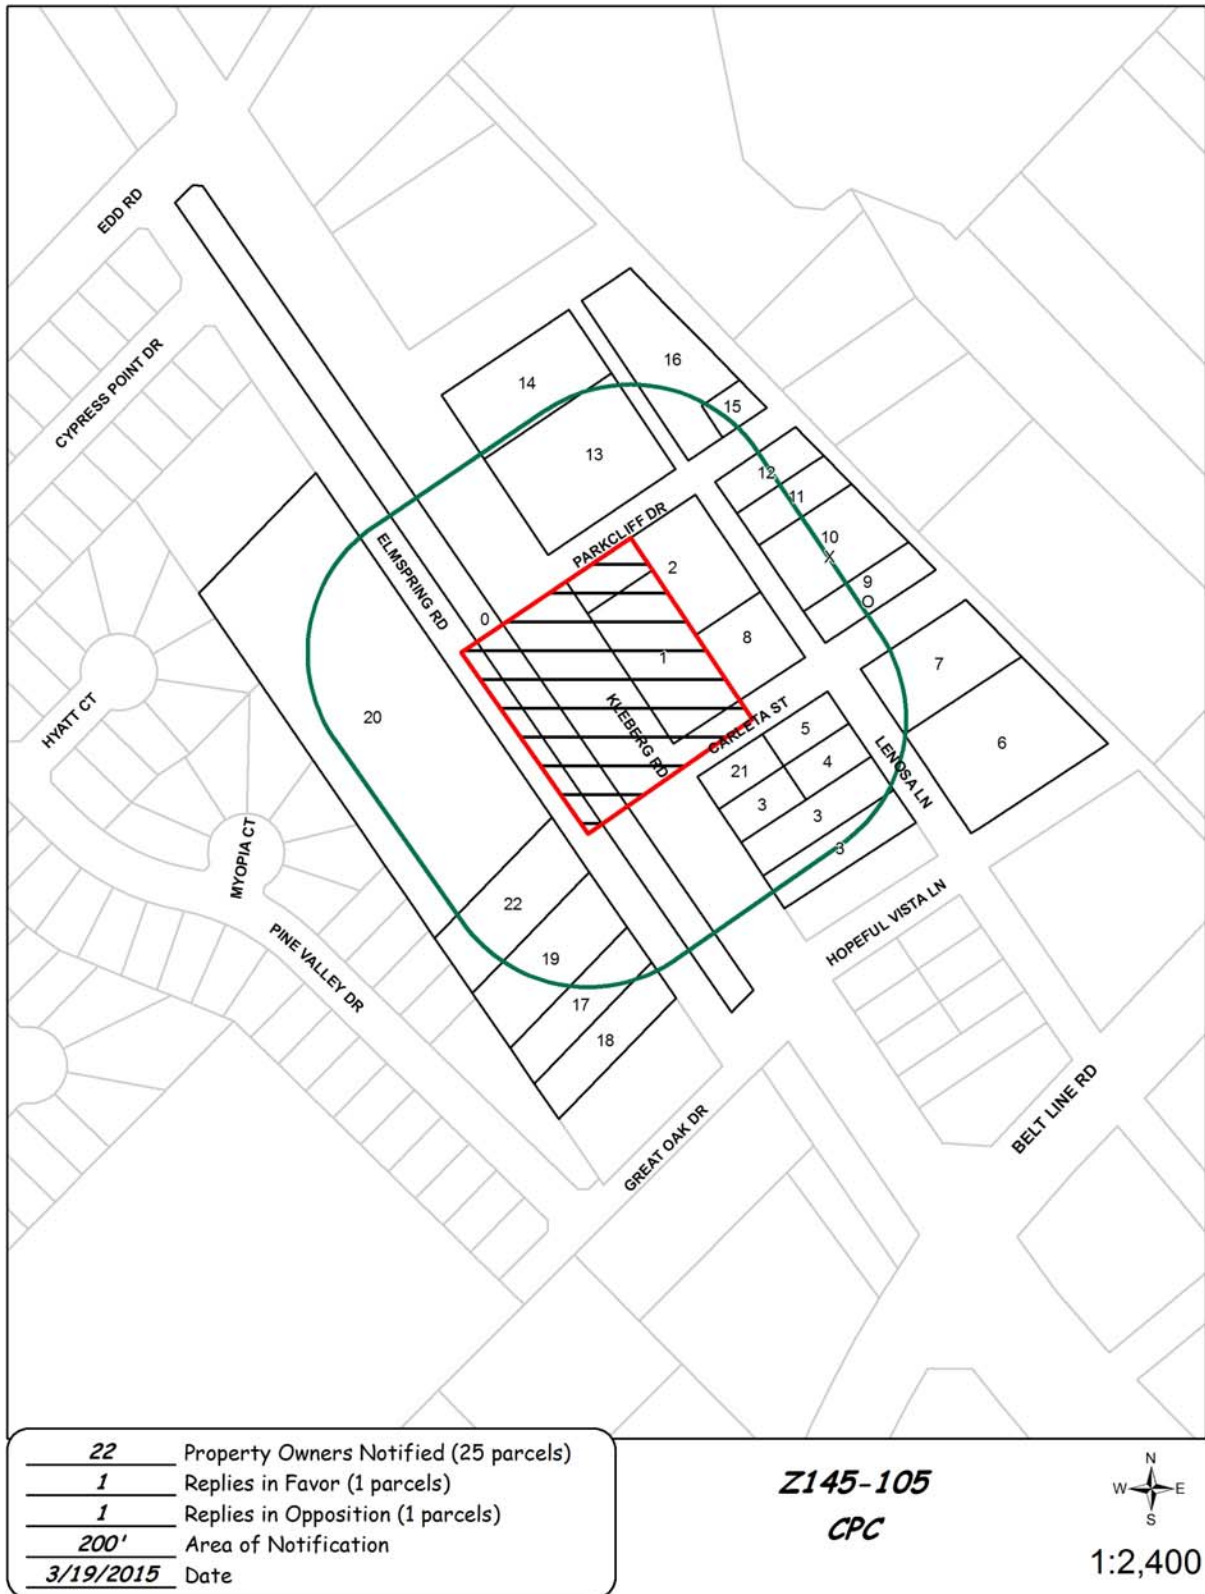 EDD RD
CYPRESS POINT DR
16
14
15
13
12
11
10
X
9
O
PARKCLIFF DR
2
ELMSPRING RD
0
8
1
7
KLEBERG RD
CARLETA ST
HYATT CT
20
5
21
4
LENOSA LN
6
3
3
3
MYOPIA CT
22
PINE VALLEY DR
19
HOPEFUL VISTA LN
17
18
BELT LINE RD
GREAT OAK DR
22 Property Owners Notified (25 parcels)
1 Replies in Favor (1 parcels)
1 Replies in Opposition (1 parcels)
200' Area of Notification
3/19/2015 Date
Z145-105
CPC
N
W E
S
1:2,400